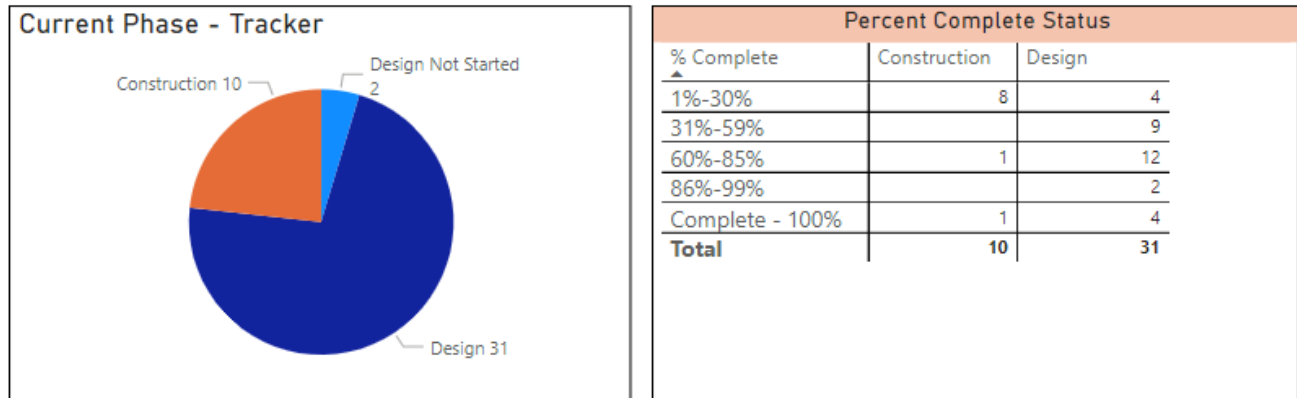 Current Phase - Tracker
Design Not Started
2
Construction 10
Design 31
Percent Complete Status
% Complete Construction Design
1%-30% 8 4
31%-59% 9
60%-85% 1 12
86%-99% 2
Complete - 100% 1 4
Total 10 31